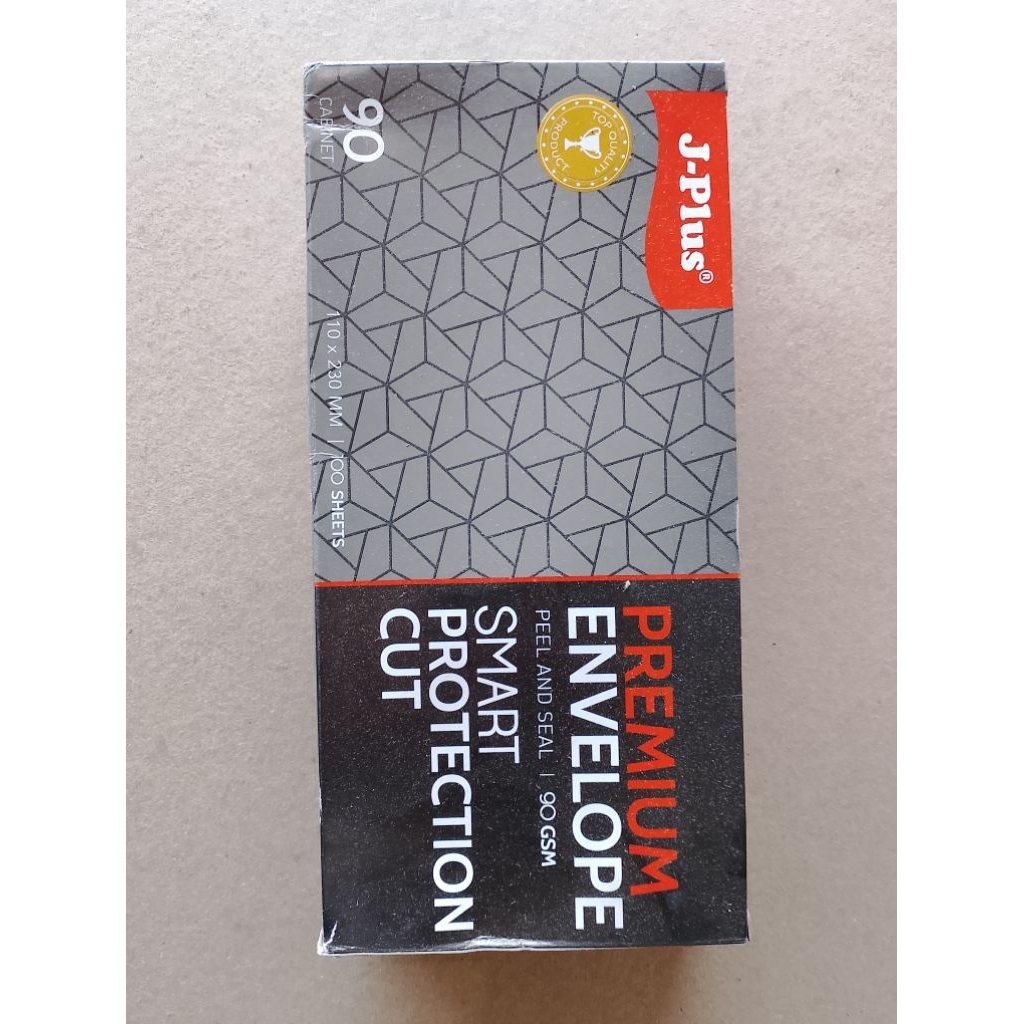 J-Plus®
TOP QUALITY
PRODUCT
90
CABINET
110 x 230 MM | 100 SHEETS
PREMIUM
ENVELOPE
PEEL AND SEAL | 90 GSM
SMART
PROTECTION
CUT